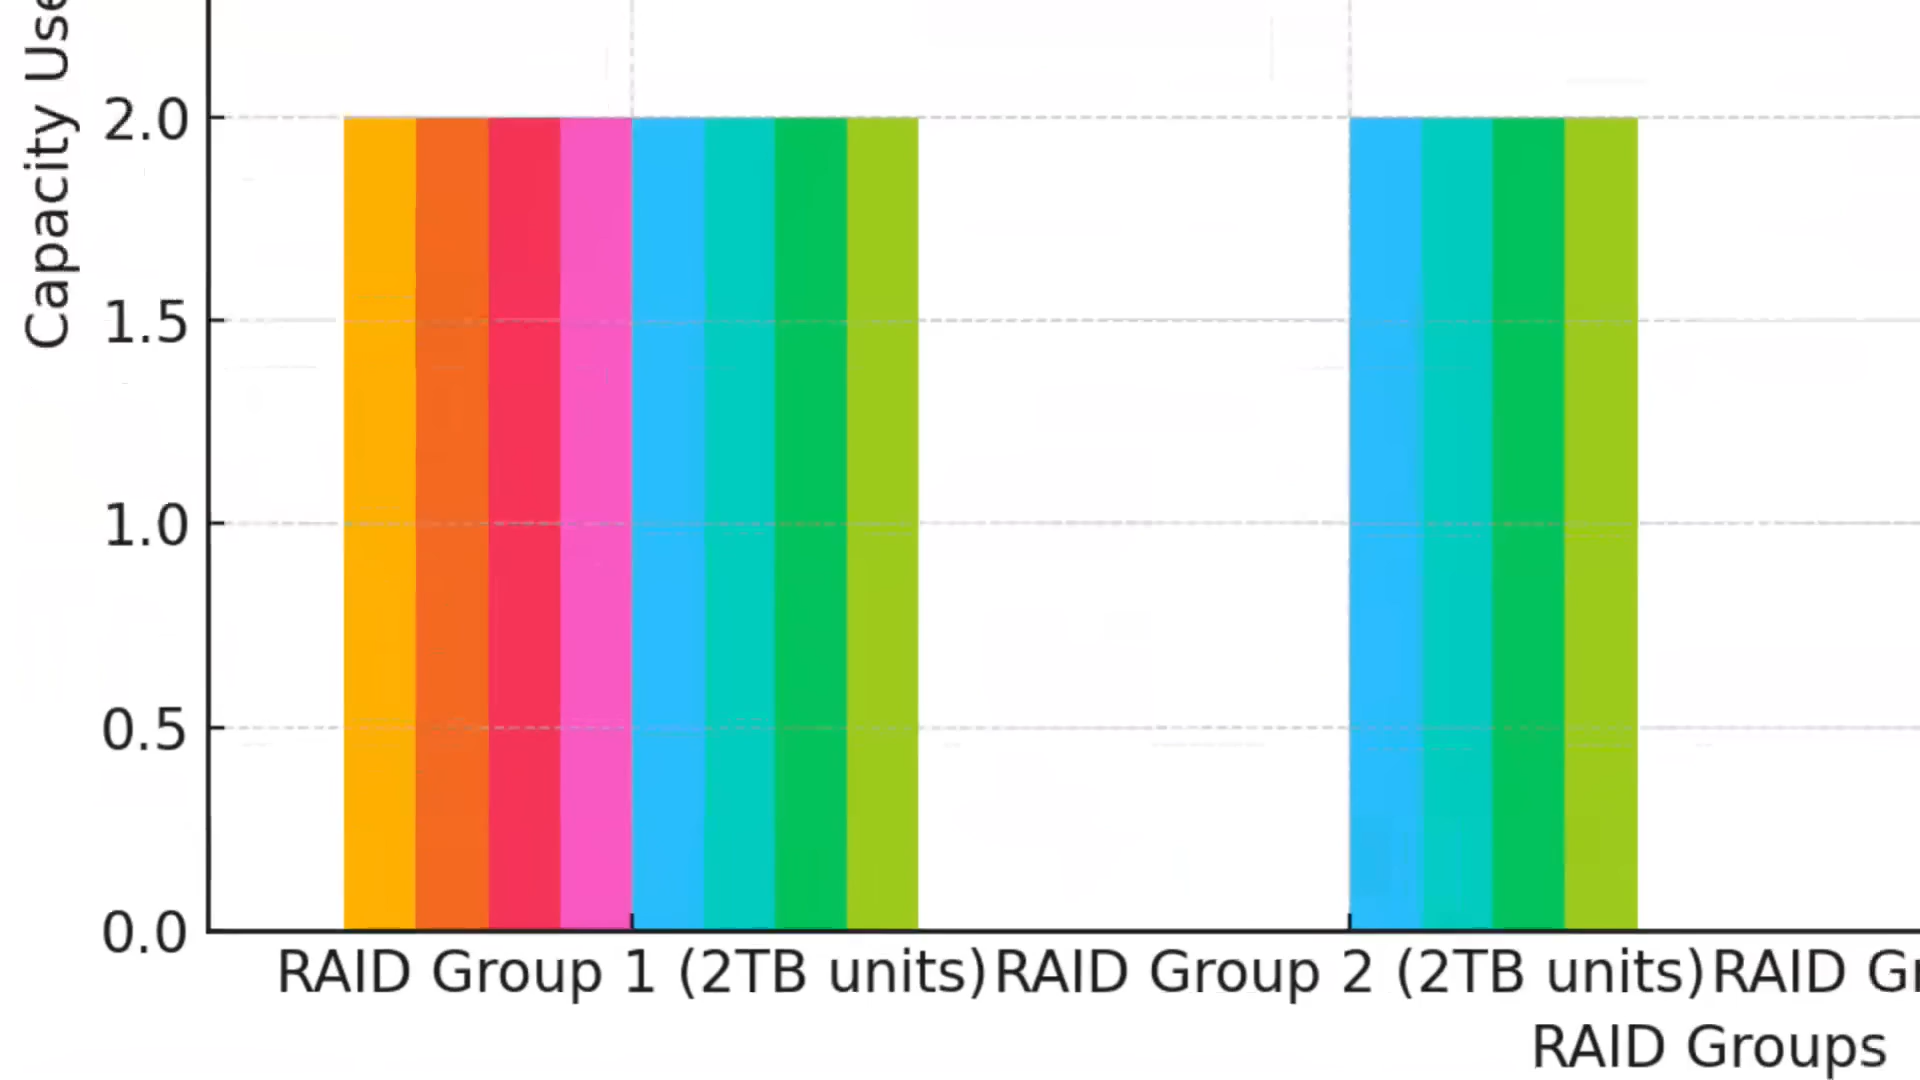 Capacity Use
2.0
1.5
1.0
0.5
0.0
RAID Group 1 (2TB units) RAID Group 2 (2TB units) RAID Gr
RAID Groups